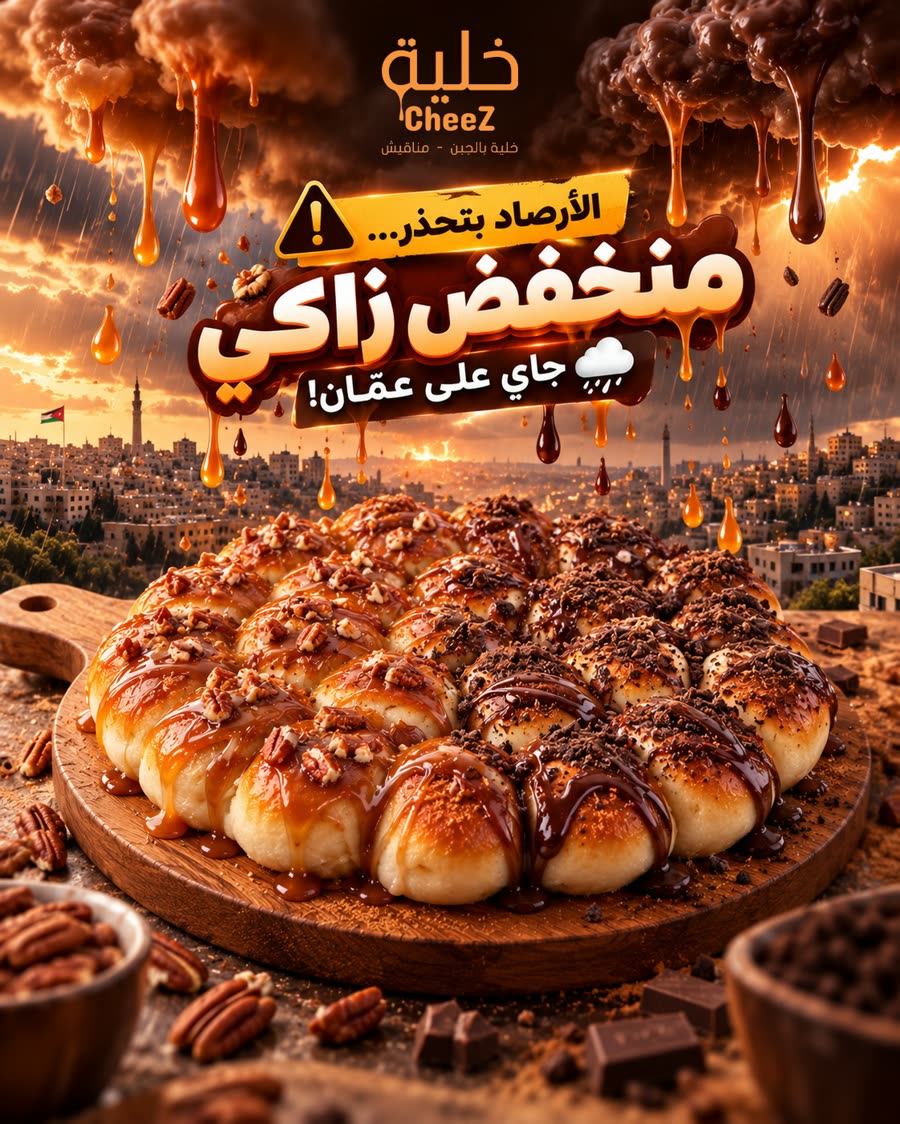 خلية
CheeZ
خلية بالجبن - مناقيش
الأرصاد بتحذر...
منخفض زاكي
جاي على عمّان!